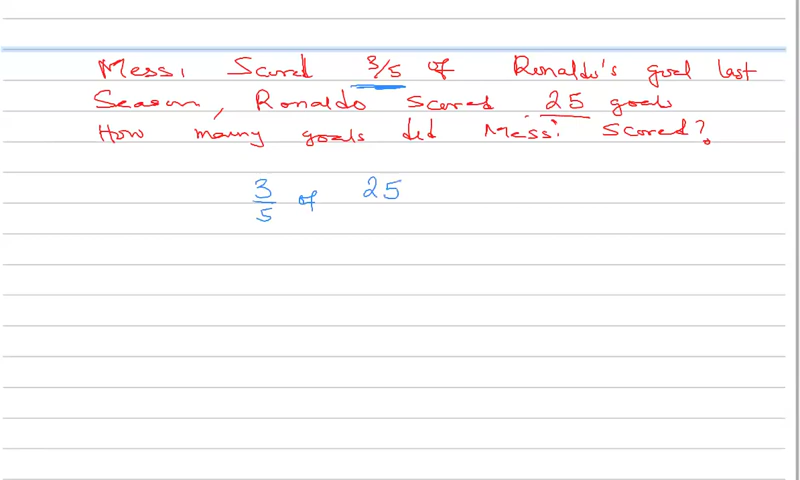 Messi Scored 3/5 of Ronaldo's goal last
Season, Ronaldo scored 25 goals
How many goals did Messi scored?
3/5 of 25